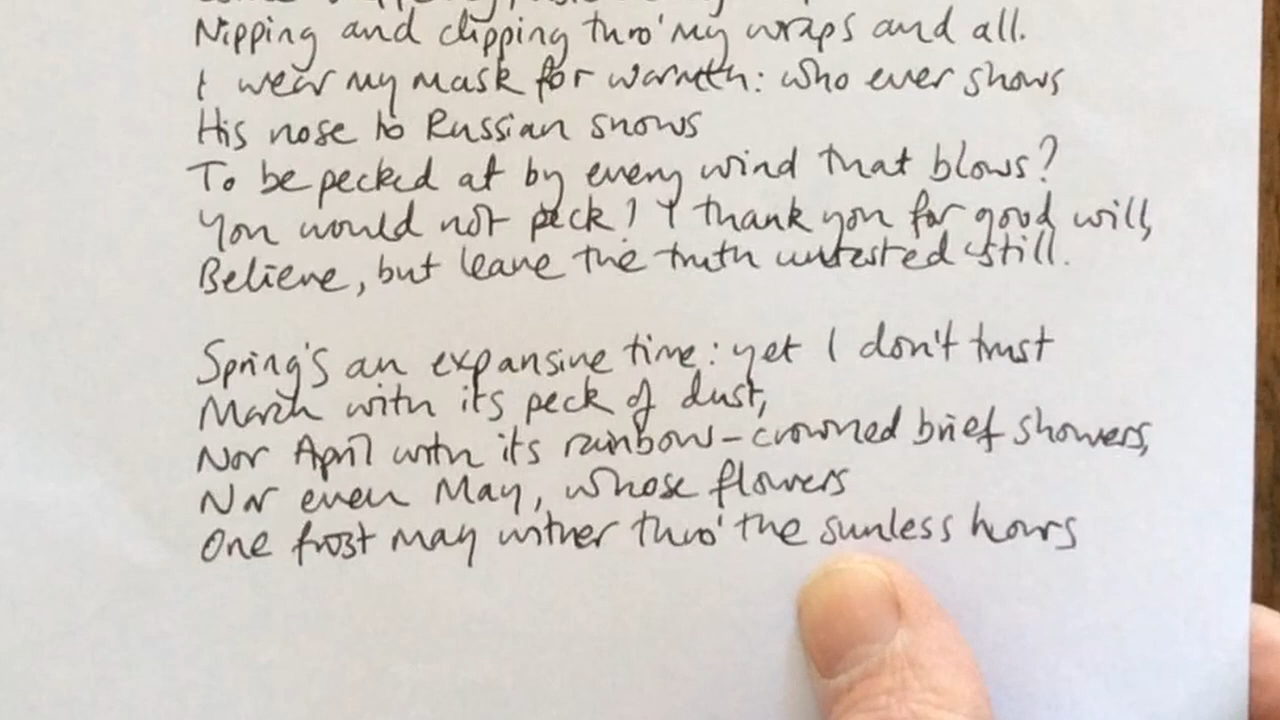 Nipping and clipping thro' my wraps and all.
I wear my mask for warmth: who ever shows
His nose to Russian snows
To be pecked at by every wind that blows?
You would not peck? I thank you for good will,
Believe, but leave the truth untested still.
Spring's an expansive time: yet I don't trust
March with its peck of dust,
Nor April with its rainbow-crowned brief showers,
Nor even May, whose flowers
One frost may wither thro' the sunless hours